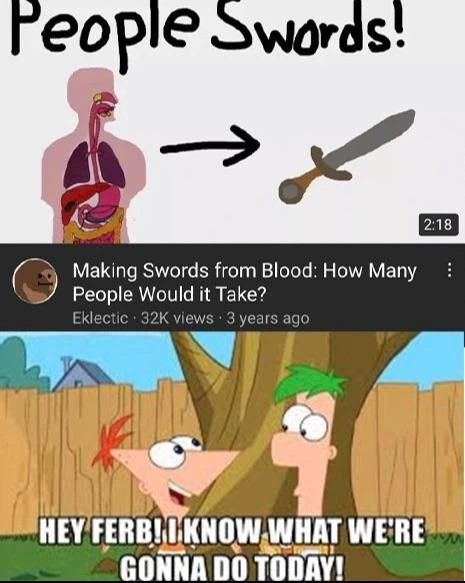 People Swords!
2:18
Making Swords from Blood: How Many
People Would it Take?
Eklectic · 32K views · 3 years ago
HEY FERB! I KNOW WHAT WE'RE
GONNA DO TODAY!